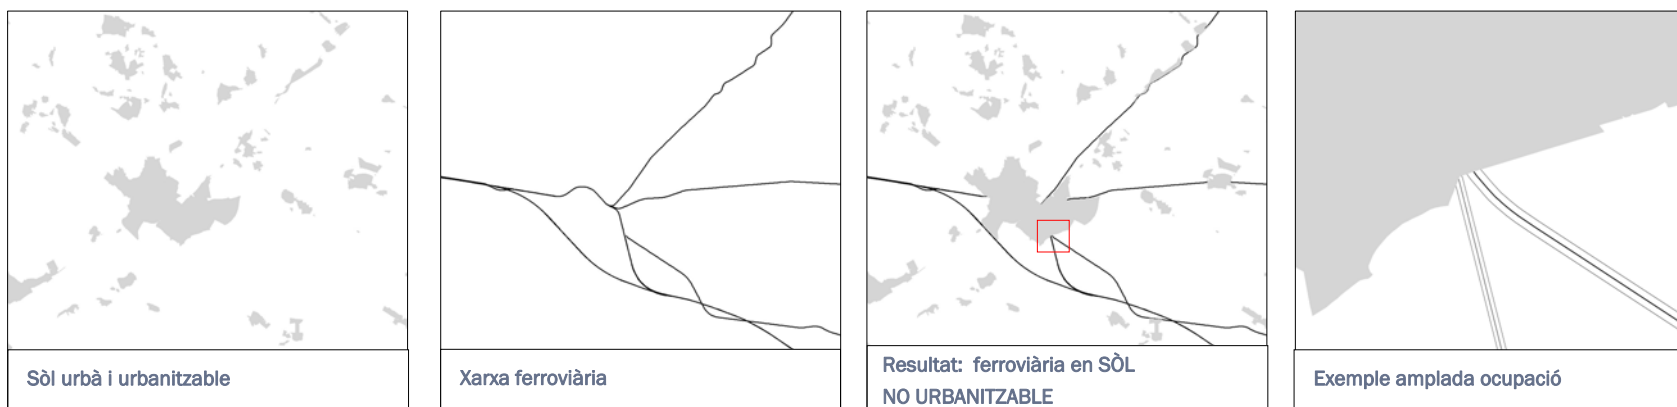 Sòl urbà i urbanitzable
Xarxa ferroviària
Resultat: ferroviària en SÒL
NO URBANITZABLE
Exemple amplada ocupació